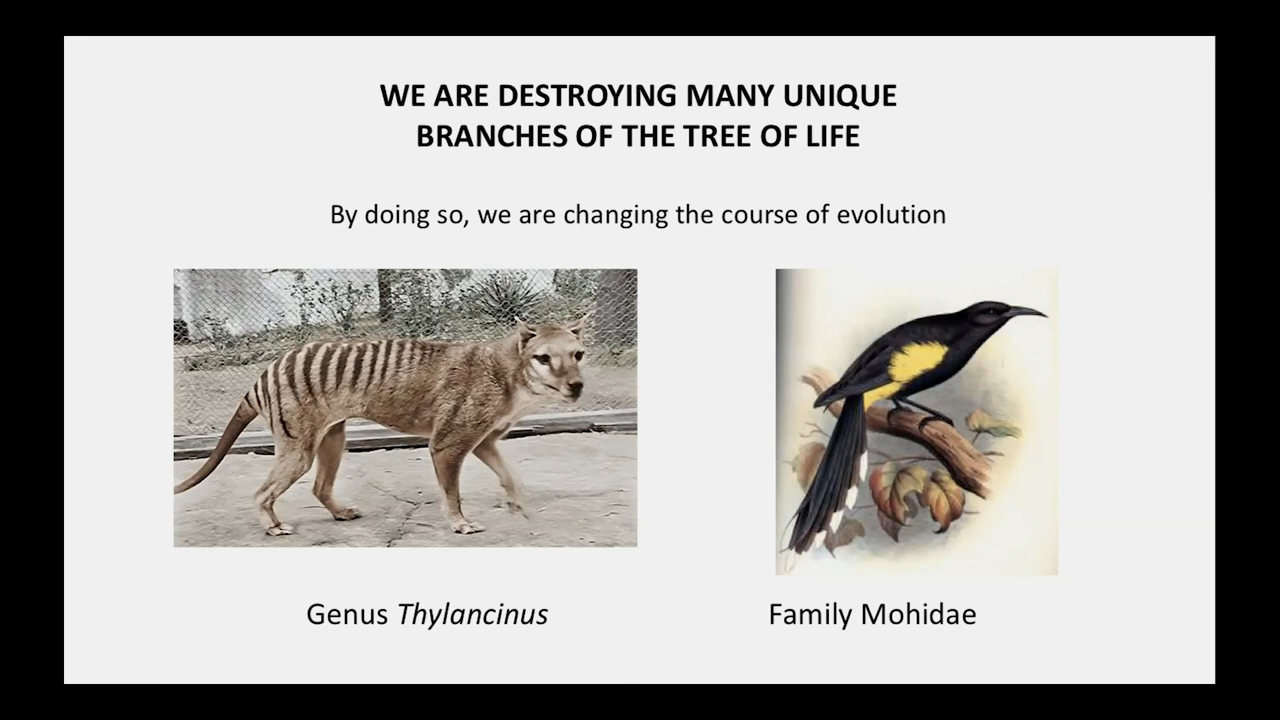 WE ARE DESTROYING MANY UNIQUE
BRANCHES OF THE TREE OF LIFE
By doing so, we are changing the course of evolution
Genus Thylancinus
Family Mohidae